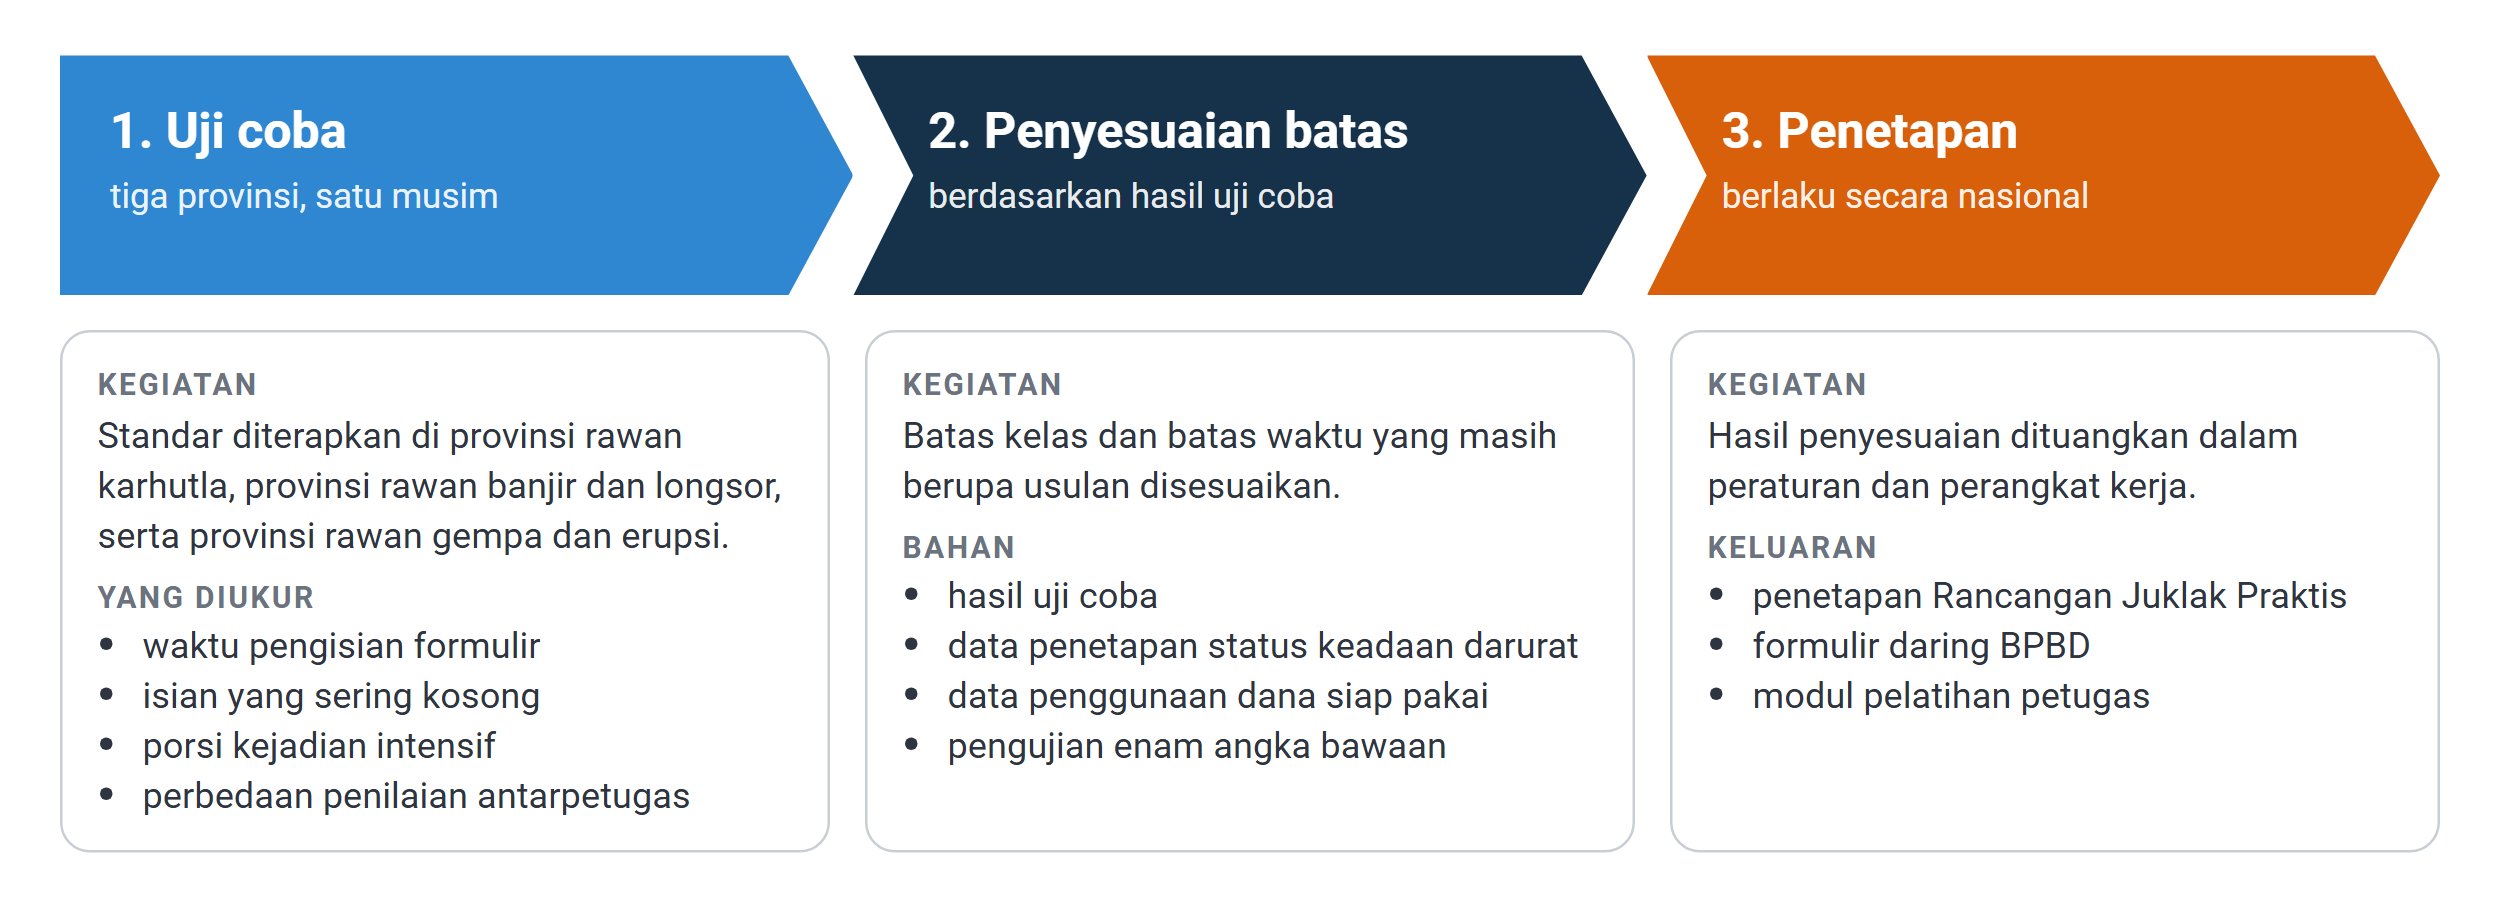 1. Uji coba
tiga provinsi, satu musim
2. Penyesuaian batas
berdasarkan hasil uji coba
3. Penetapan
berlaku secara nasional
KEGIATAN
Standar diterapkan di provinsi rawan
karhutla, provinsi rawan banjir dan longsor,
serta provinsi rawan gempa dan erupsi.
YANG DIUKUR
• waktu pengisian formulir
• isian yang sering kosong
• porsi kejadian intensif
• perbedaan penilaian antarpetugas
KEGIATAN
Batas kelas dan batas waktu yang masih
berupa usulan disesuaikan.
BAHAN
• hasil uji coba
• data penetapan status keadaan darurat
• data penggunaan dana siap pakai
• pengujian enam angka bawaan
KEGIATAN
Hasil penyesuaian dituangkan dalam
peraturan dan perangkat kerja.
KELUARAN
• penetapan Rancangan Juklak Praktis
• formulir daring BPBD
• modul pelatihan petugas